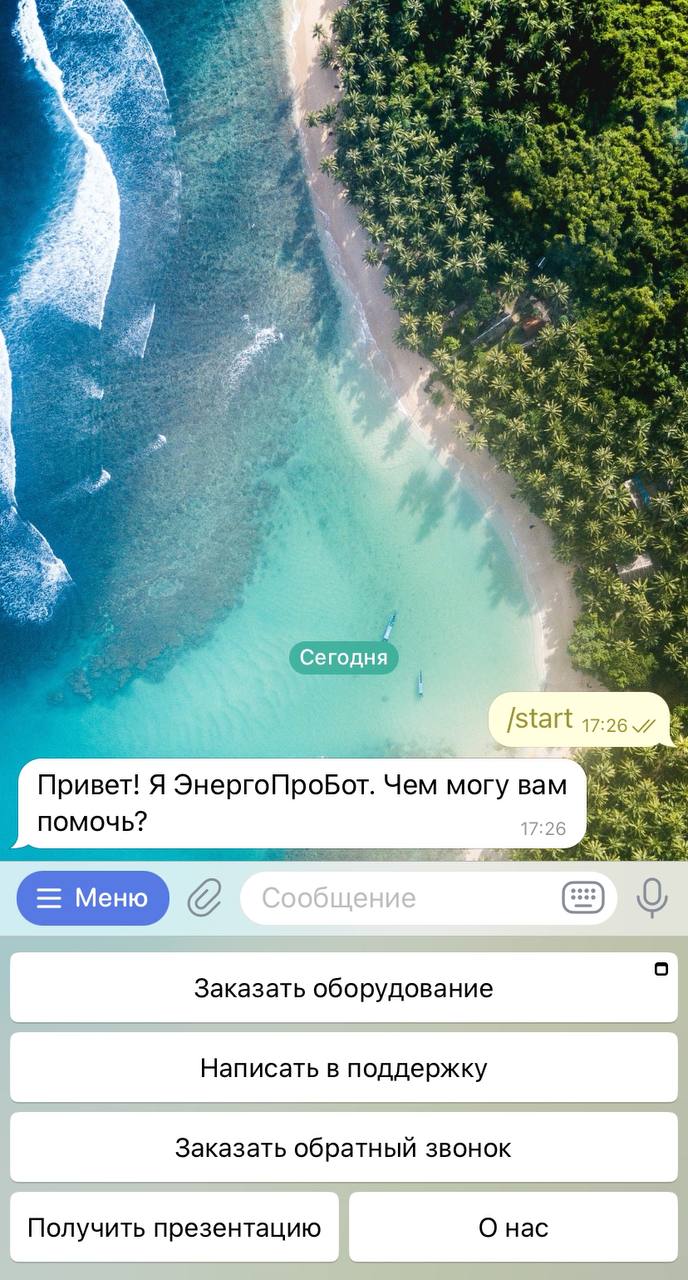 Сегодня
/start 17:26
Привет! Я ЭнергоПроБот. Чем могу вам
помочь?
17:26
Меню
Сообщение
Заказать оборудование
Написать в поддержку
Заказать обратный звонок
Получить презентацию
О нас